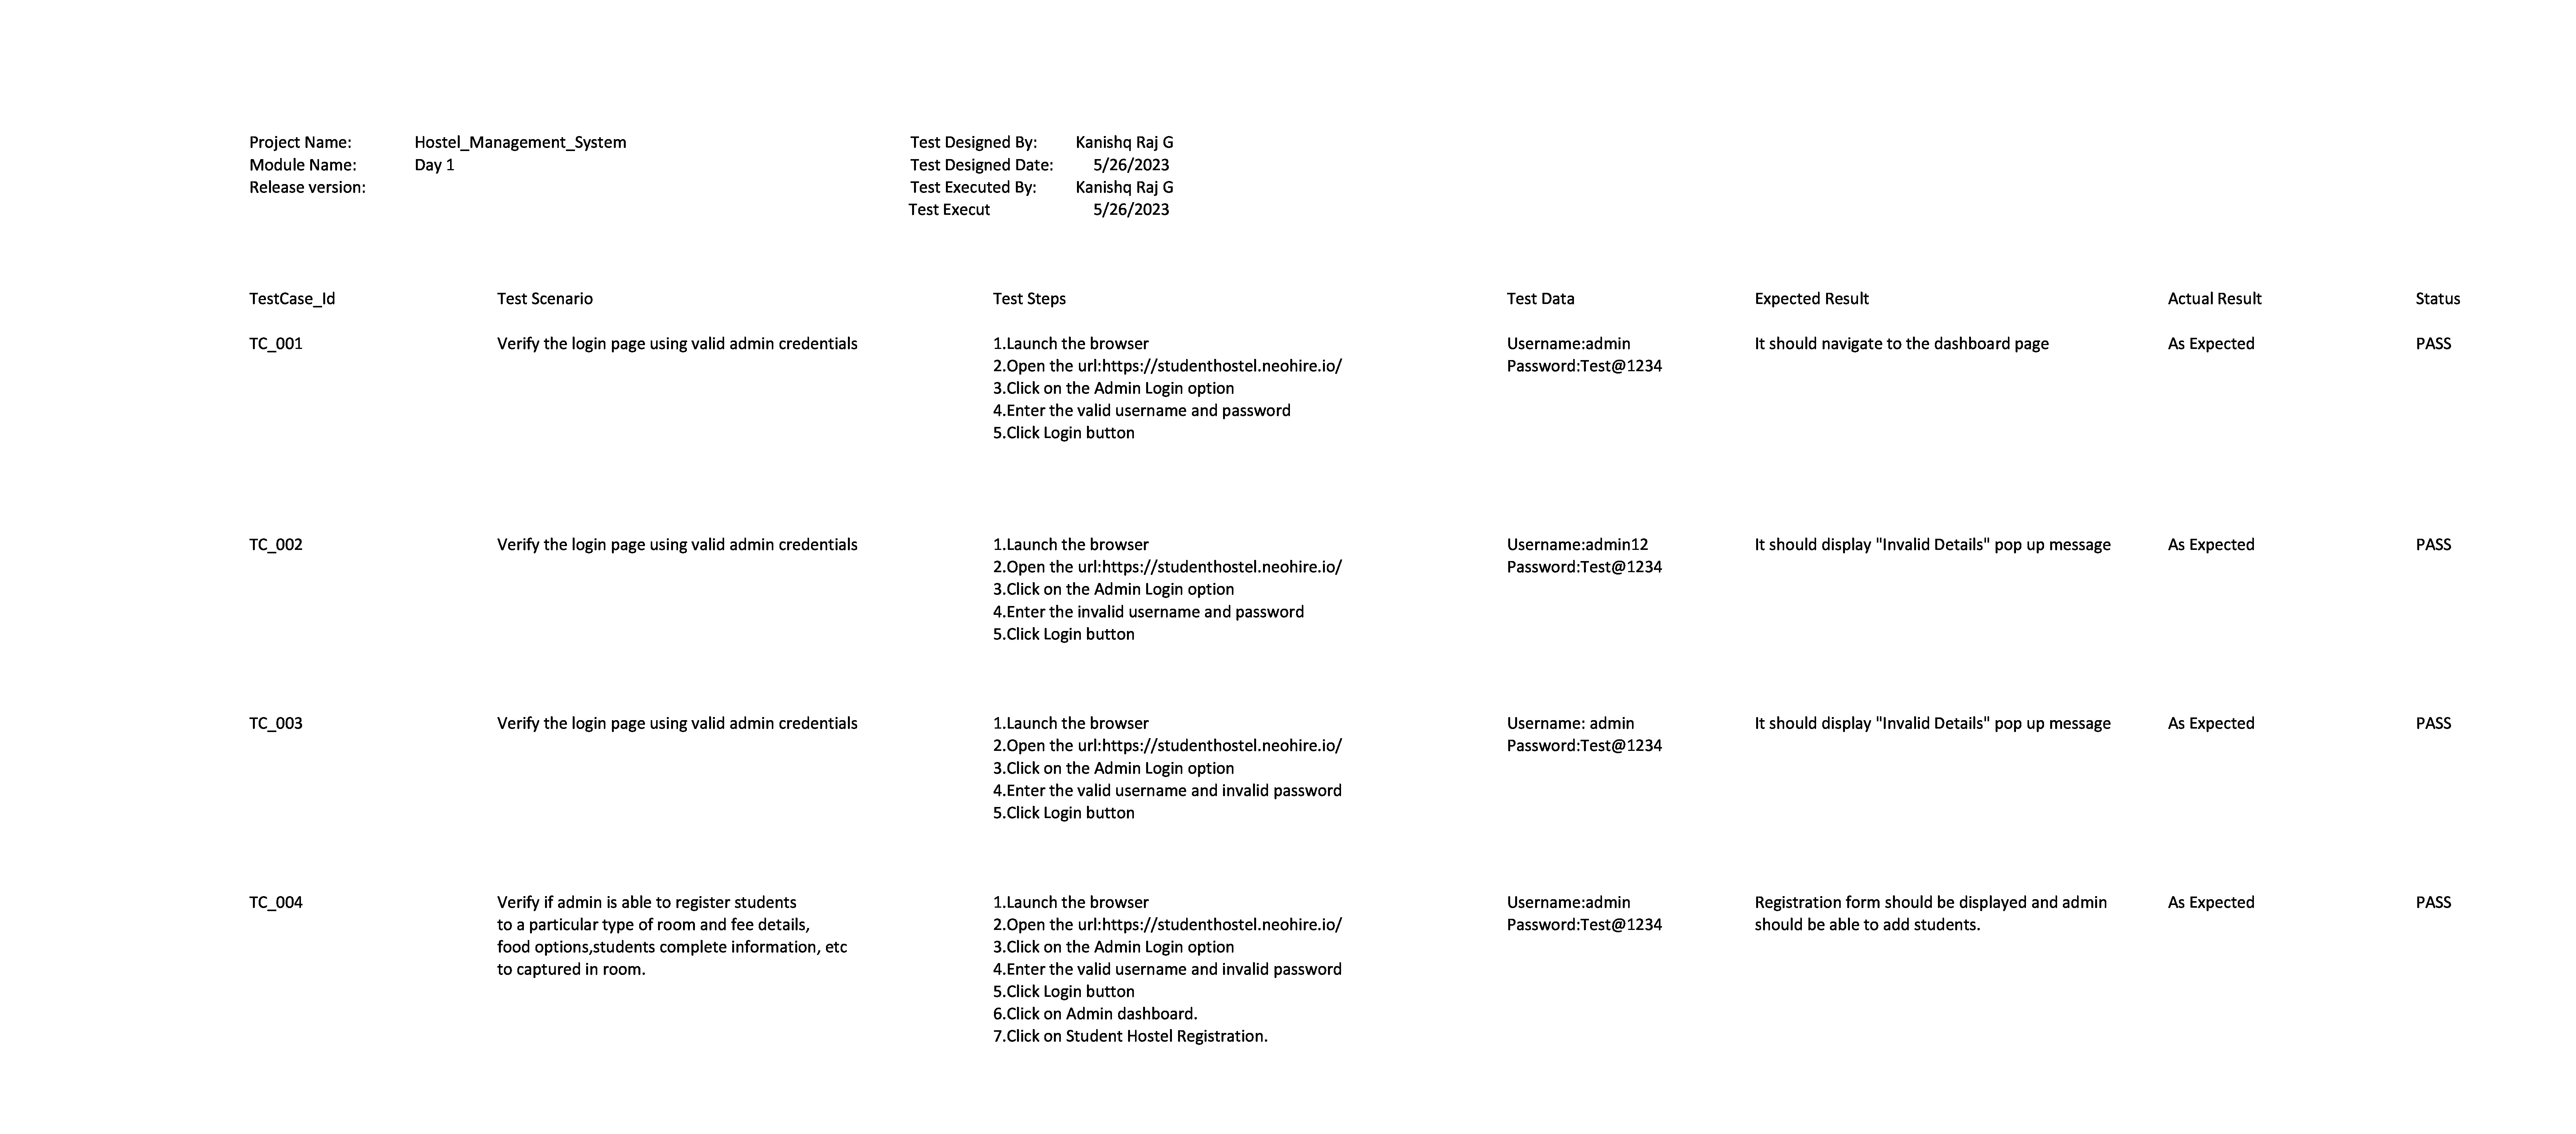 Project Name: Hostel_Management_System Test Designed By: Kanishq Raj G
Module Name: Day 1 Test Designed Date: 5/26/2023
Release version: Test Executed By: Kanishq Raj G
Test Execut 5/26/2023
TestCase_Id Test Scenario Test Steps Test Data Expected Result Actual Result Status
TC_001 Verify the login page using valid admin credentials 1.Launch the browser Username:admin It should navigate to the dashboard page As Expected PASS
2.Open the url:https://studenthostel.neohire.io/ Password:Test@1234
3.Click on the Admin Login option
4.Enter the valid username and password
5.Click Login button
TC_002 Verify the login page using valid admin credentials 1.Launch the browser Username:admin12 It should display "Invalid Details" pop up message As Expected PASS
2.Open the url:https://studenthostel.neohire.io/ Password:Test@1234
3.Click on the Admin Login option
4.Enter the invalid username and password
5.Click Login button
TC_003 Verify the login page using valid admin credentials 1.Launch the browser Username: admin It should display "Invalid Details" pop up message As Expected PASS
2.Open the url:https://studenthostel.neohire.io/ Password:Test@1234
3.Click on the Admin Login option
4.Enter the valid username and invalid password
5.Click Login button
TC_004 Verify if admin is able to register students 1.Launch the browser Username:admin Registration form should be displayed and admin As Expected PASS
to a particular type of room and fee details, 2.Open the url:https://studenthostel.neohire.io/ Password:Test@1234 should be able to add students.
food options,students complete information, etc 3.Click on the Admin Login option
to captured in room. 4.Enter the valid username and invalid password
5.Click Login button
6.Click on Admin dashboard.
7.Click on Student Hostel Registration.